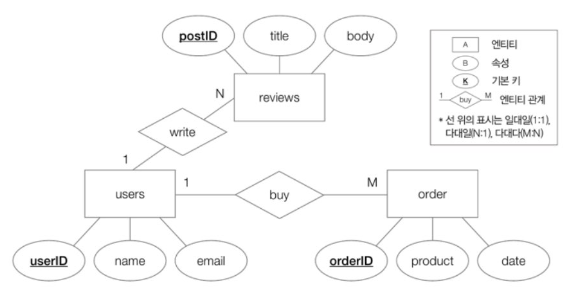 postID
title
body
N
reviews
write
1
users
1
buy
M
order
userID
name
email
orderID
product
date
A 엔티티
B 속성
K 기본 키
1 buy M 엔티티 관계
* 선 위의 표시는 일대일(1:1),
다대일(N:1), 다대다(M:N)